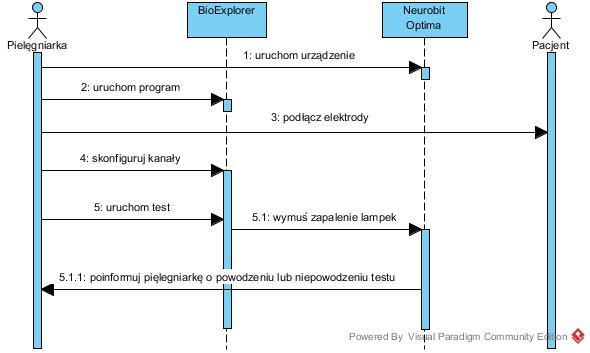 BioExplorer
Neurobit
Optima
Pielęgniarka
Pacjent
1: uruchom urządzenie
2: uruchom program
3: podłącz elektrody
4: skonfiguruj kanały
5: uruchom test
5.1: wymuś zapalenie lampek
5.1.1: poinformuj pielęgniarkę o powodzeniu lub niepowodzeniu testu
Powered By Visual Paradigm Community Edition